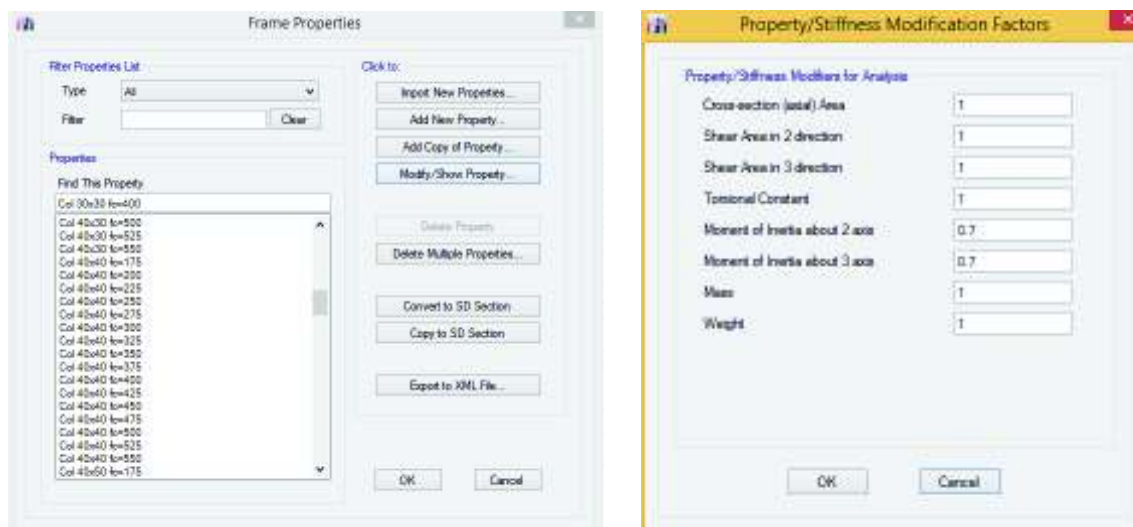 Frame Properties
Filter Properties List
Type
All
Filter
Clear
Properties
Find This Property
Col 30x30 fc=400
Col 40x30 fc=500
Col 40x30 fc=525
Col 40x30 fc=550
Col 40x40 fc=175
Col 40x40 fc=200
Col 40x40 fc=225
Col 40x40 fc=250
Col 40x40 fc=275
Col 40x40 fc=300
Col 40x40 fc=325
Col 40x40 fc=350
Col 40x40 fc=375
Col 40x40 fc=400
Col 40x40 fc=425
Col 40x40 fc=450
Col 40x40 fc=475
Col 40x40 fc=500
Col 40x40 fc=525
Col 40x40 fc=550
Col 40x50 fc=175
Click to:
Import New Properties...
Add New Property...
Add Copy of Property...
Modify/Show Property...
Delete Property
Delete Multiple Properties...
Convert to SD Section
Copy to SD Section
Export to XML File...
OK
Cancel
Property/Stiffness Modification Factors
Property/Stiffness Modifiers for Analysis
Cross-section (axial) Area
1
Shear Area in 2 direction
1
Shear Area in 3 direction
1
Torsional Constant
1
Moment of Inertia about 2 axis
0.7
Moment of Inertia about 3 axis
0.7
Mass
1
Weight
1
OK
Cancel